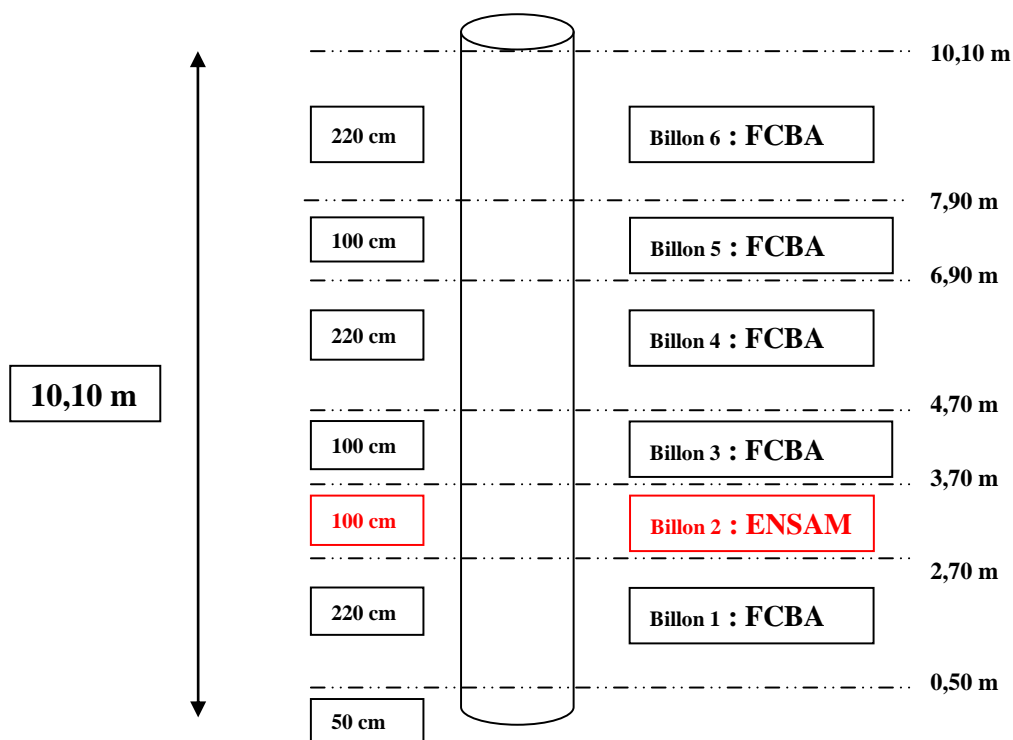 10,10 m
220 cm
Billon 6 : FCBA
7,90 m
100 cm
Billon 5 : FCBA
6,90 m
220 cm
Billon 4 : FCBA
10,10 m
4,70 m
100 cm
Billon 3 : FCBA
3,70 m
100 cm
Billon 2 : ENSAM
2,70 m
220 cm
Billon 1 : FCBA
0,50 m
50 cm